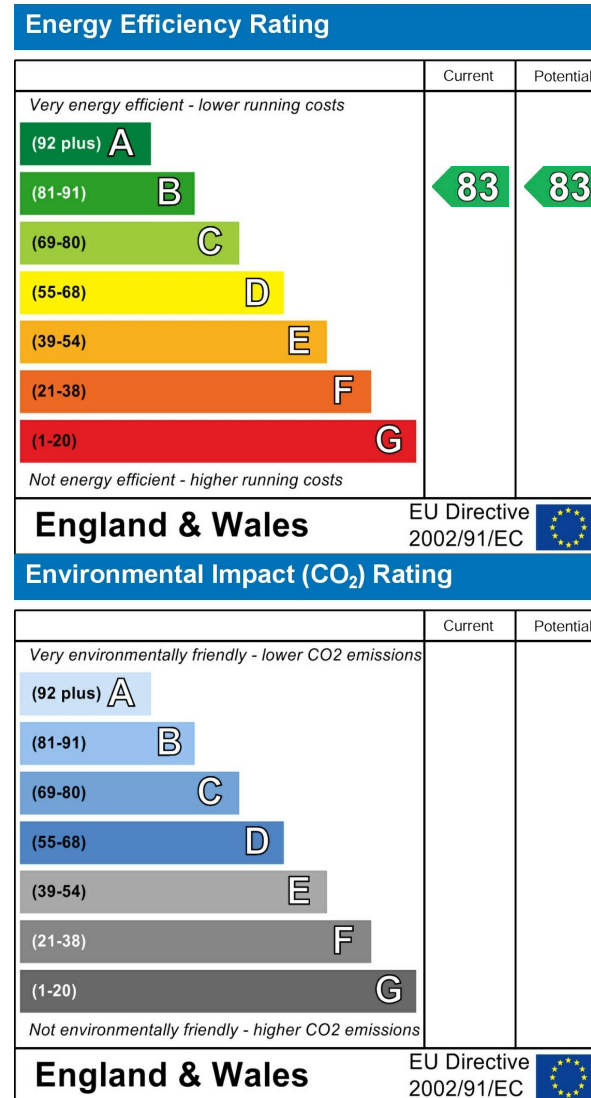 Energy Efficiency Rating
Current Potential
Very energy efficient - lower running costs
(92 plus) A
(81-91) B 83 83
(69-80) C
(55-68) D
(39-54) E
(21-38) F
(1-20) G
Not energy efficient - higher running costs
England & Wales EU Directive 2002/91/EC
Environmental Impact (CO₂) Rating
Current Potential
Very environmentally friendly - lower CO2 emissions
(92 plus) A
(81-91) B
(69-80) C
(55-68) D
(39-54) E
(21-38) F
(1-20) G
Not environmentally friendly - higher CO2 emissions
England & Wales EU Directive 2002/91/EC